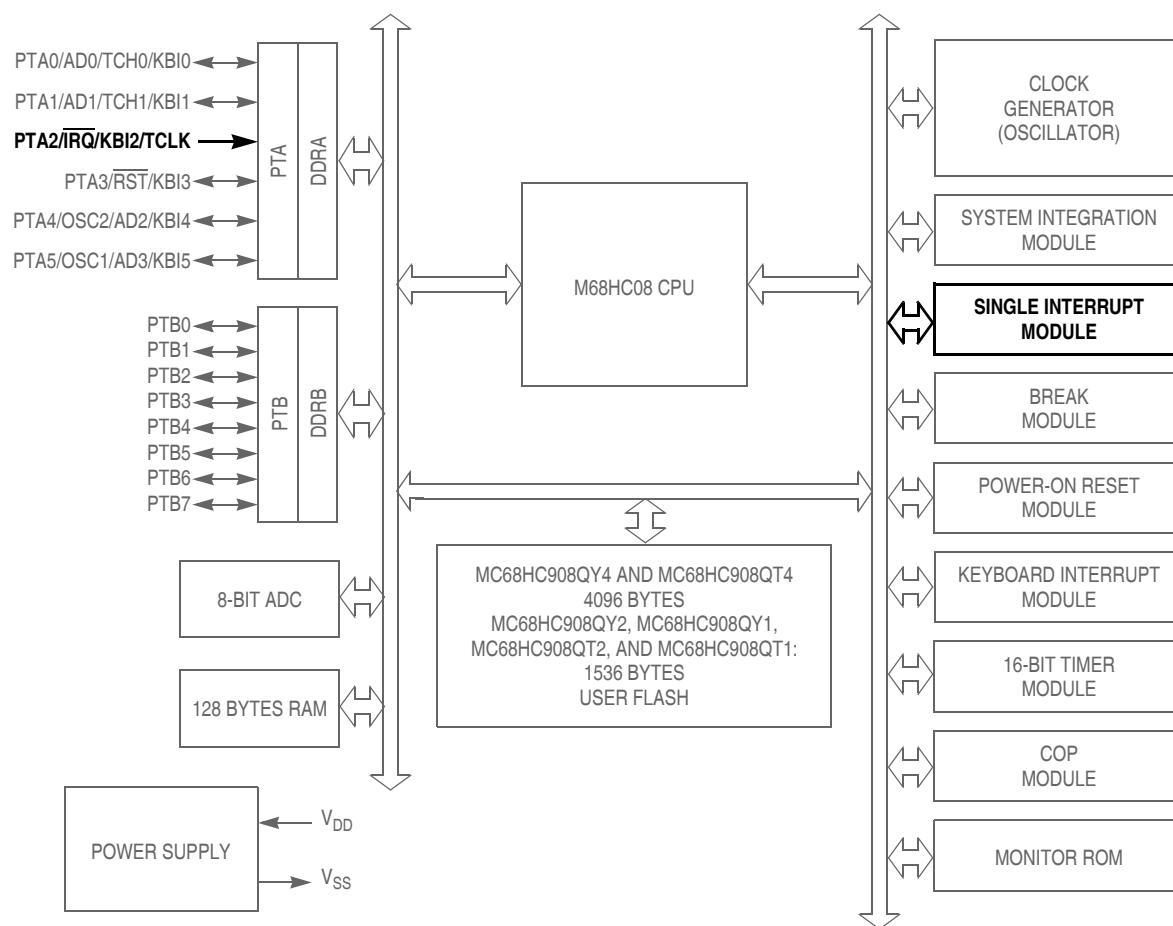 PTA0/AD0/TCH0/KBI0
PTA1/AD1/TCH1/KBI1
PTA2/I̅R̅Q̅/KBI2/TCLK
PTA3/R̅S̅T̅/KBI3
PTA4/OSC2/AD2/KBI4
PTA5/OSC1/AD3/KBI5
PTA
DDRA
PTB0
PTB1
PTB2
PTB3
PTB4
PTB5
PTB6
PTB7
PTB
DDRB
8-BIT ADC
128 BYTES RAM
POWER SUPPLY
V_DD
V_SS
M68HC08 CPU
MC68HC908QY4 AND MC68HC908QT4
4096 BYTES
MC68HC908QY2, MC68HC908QY1,
MC68HC908QT2, AND MC68HC908QT1:
1536 BYTES
USER FLASH
CLOCK
GENERATOR
(OSCILLATOR)
SYSTEM INTEGRATION
MODULE
SINGLE INTERRUPT
MODULE
BREAK
MODULE
POWER-ON RESET
MODULE
KEYBOARD INTERRUPT
MODULE
16-BIT TIMER
MODULE
COP
MODULE
MONITOR ROM